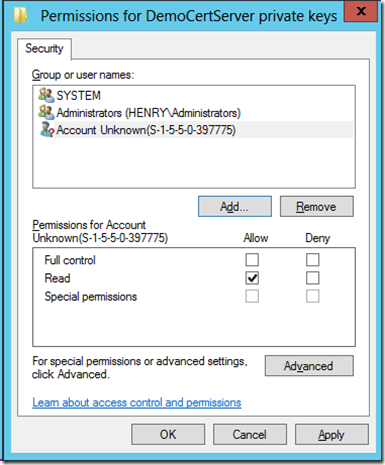 Permissions for DemoCertServer private keys
Security
Group or user names:
SYSTEM
Administrators (HENRY\Administrators)
Account Unknown(S-1-5-5-0-397775)
Add... Remove
Permissions for Account
Unknown(S-1-5-5-0-397775) Allow Deny
Full control
Read
Special permissions
For special permissions or advanced settings,
click Advanced.
Advanced
Learn about access control and permissions
OK Cancel Apply